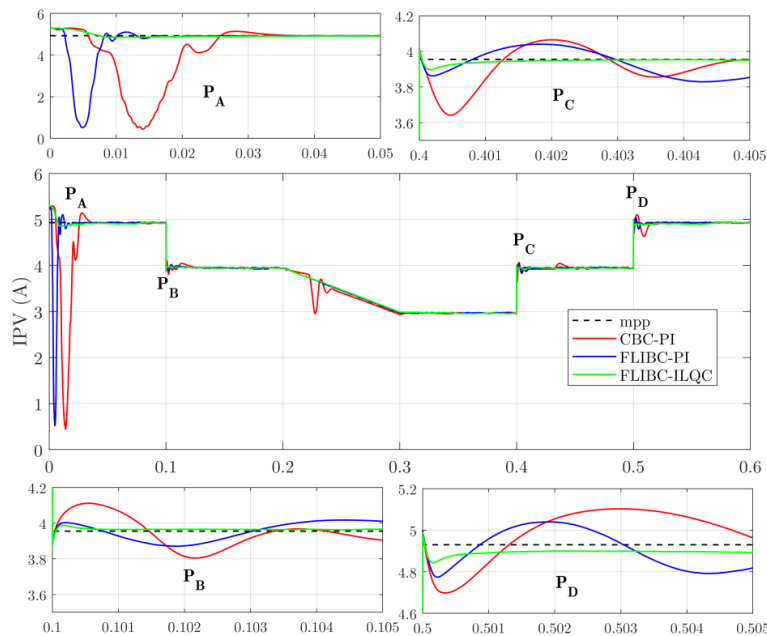 6
4
2
0
P_A
0 0.01 0.02 0.03 0.04 0.05
4.2
4
3.8
3.6
P_C
0.4 0.401 0.402 0.403 0.404 0.405
IPV (A)
6
5
4
3
2
1
0
P_A
P_B
P_C
P_D
mpp
CBC-PI
FLIBC-PI
FLIBC-ILQC
0 0.1 0.2 0.3 0.4 0.5 0.6
4.2
4
3.8
3.6
P_B
0.1 0.101 0.102 0.103 0.104 0.105
5.2
5
4.8
4.6
P_D
0.5 0.501 0.502 0.503 0.504 0.505